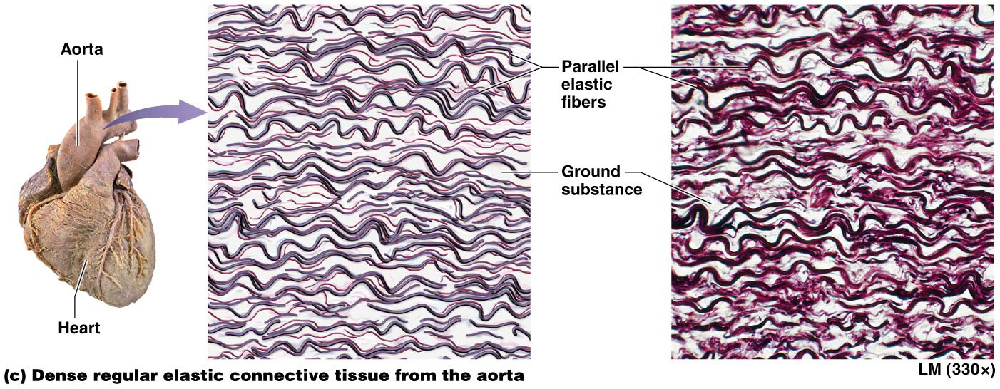 Aorta
Parallel
elastic
fibers
Ground
substance
Heart
(c) Dense regular elastic connective tissue from the aorta
LM (330×)